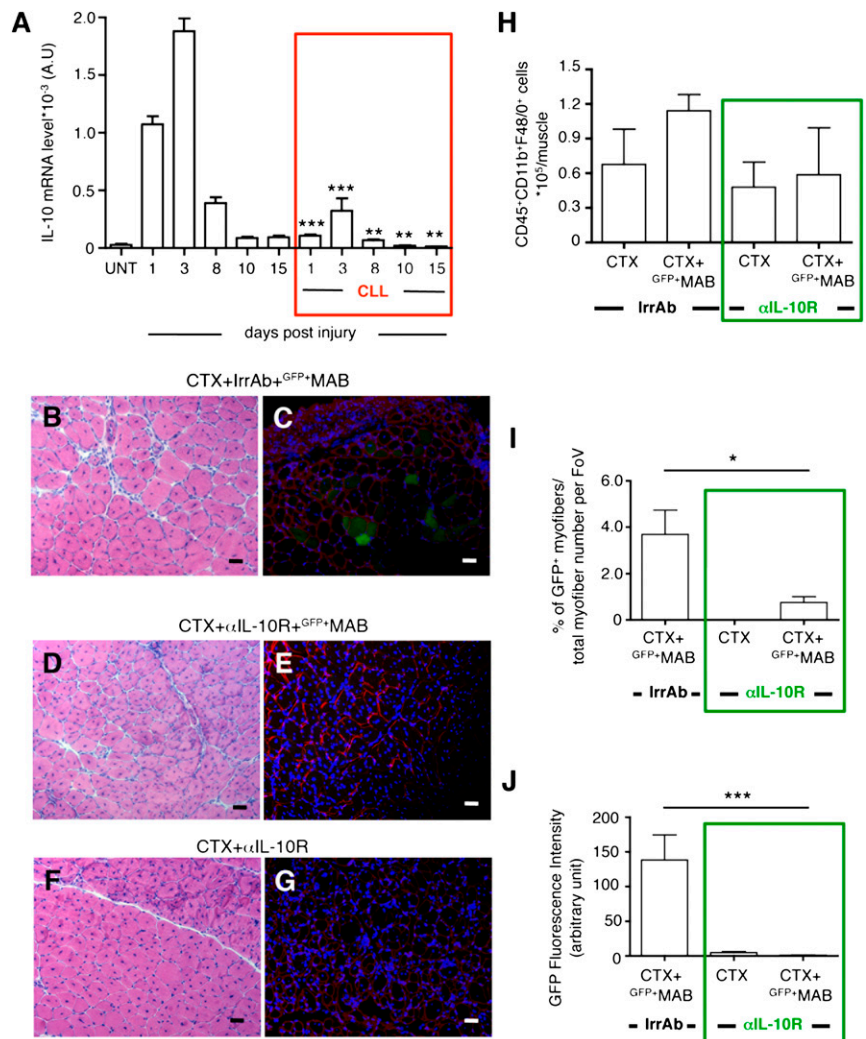 A
IL-10 mRNA level*10⁻³ (A.U)
2.0
1.5
1.0
0.5
0
*** *** ** ** **
UNT 1 3 8 10 15 1 3 8 10 15
CLL
days post injury
H
CD45⁺CD11b⁺F48/0⁺ cells
*10⁵/muscle
1.5
1.2
0.9
0.6
0.3
0
CTX CTX+ CTX CTX+
GFP+MAB GFP+MAB
IrrAb αIL-10R
CTX+IrrAb+GFP+MAB
B C
CTX+αIL-10R+GFP+MAB
D E
CTX+αIL-10R
F G
I
% of GFP⁺ myofibers/
total myofiber number per FoV
6.0
4.0
2.0
0
*
CTX+ CTX CTX+
GFP+MAB GFP+MAB
IrrAb αIL-10R
J
GFP Fluorescence Intensity
(arbitrary unit)
200
150
100
50
0
***
CTX+ CTX CTX+
GFP+MAB GFP+MAB
IrrAb αIL-10R